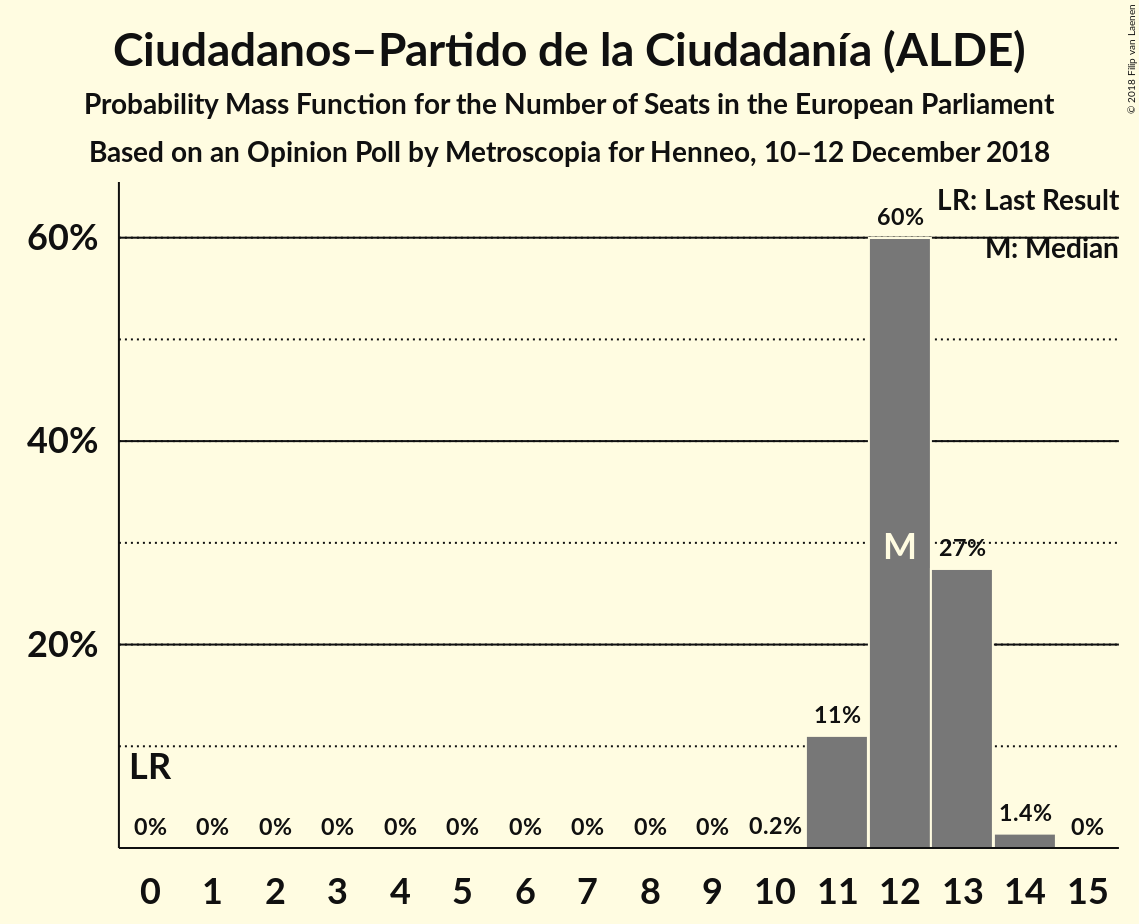 Ciudadanos–Partido de la Ciudadanía (ALDE)
Probability Mass Function for the Number of Seats in the European Parliament
Based on an Opinion Poll by Metroscopia for Henneo, 10–12 December 2018
© 2018 Filip van Laenen
LR: Last Result
M: Median
60%
40%
20%
60%
M
27%
11%
LR
0% 0% 0% 0% 0% 0% 0% 0% 0% 0% 0.2% 1.4% 0%
0 1 2 3 4 5 6 7 8 9 10 11 12 13 14 15